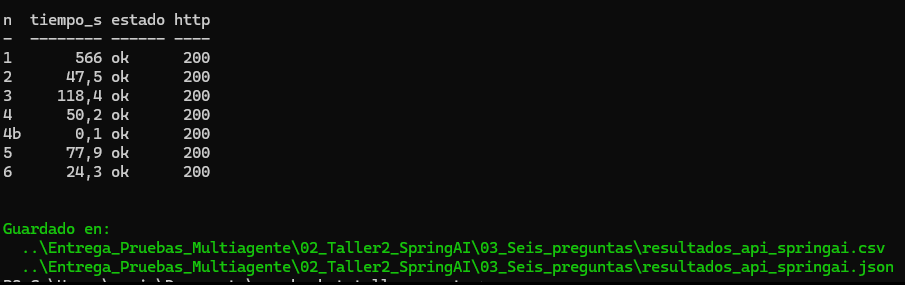 n  tiempo_s estado http
-  -------- ------ ----
1       566 ok      200
2      47,5 ok      200
3     118,4 ok      200
4      50,2 ok      200
4b      0,1 ok      200
5      77,9 ok      200
6      24,3 ok      200
Guardado en:
..\Entrega_Pruebas_Multiagente\02_Taller2_SpringAI\03_Seis_preguntas\resultados_api_springai.csv
..\Entrega_Pruebas_Multiagente\02_Taller2_SpringAI\03_Seis_preguntas\resultados_api_springai.json